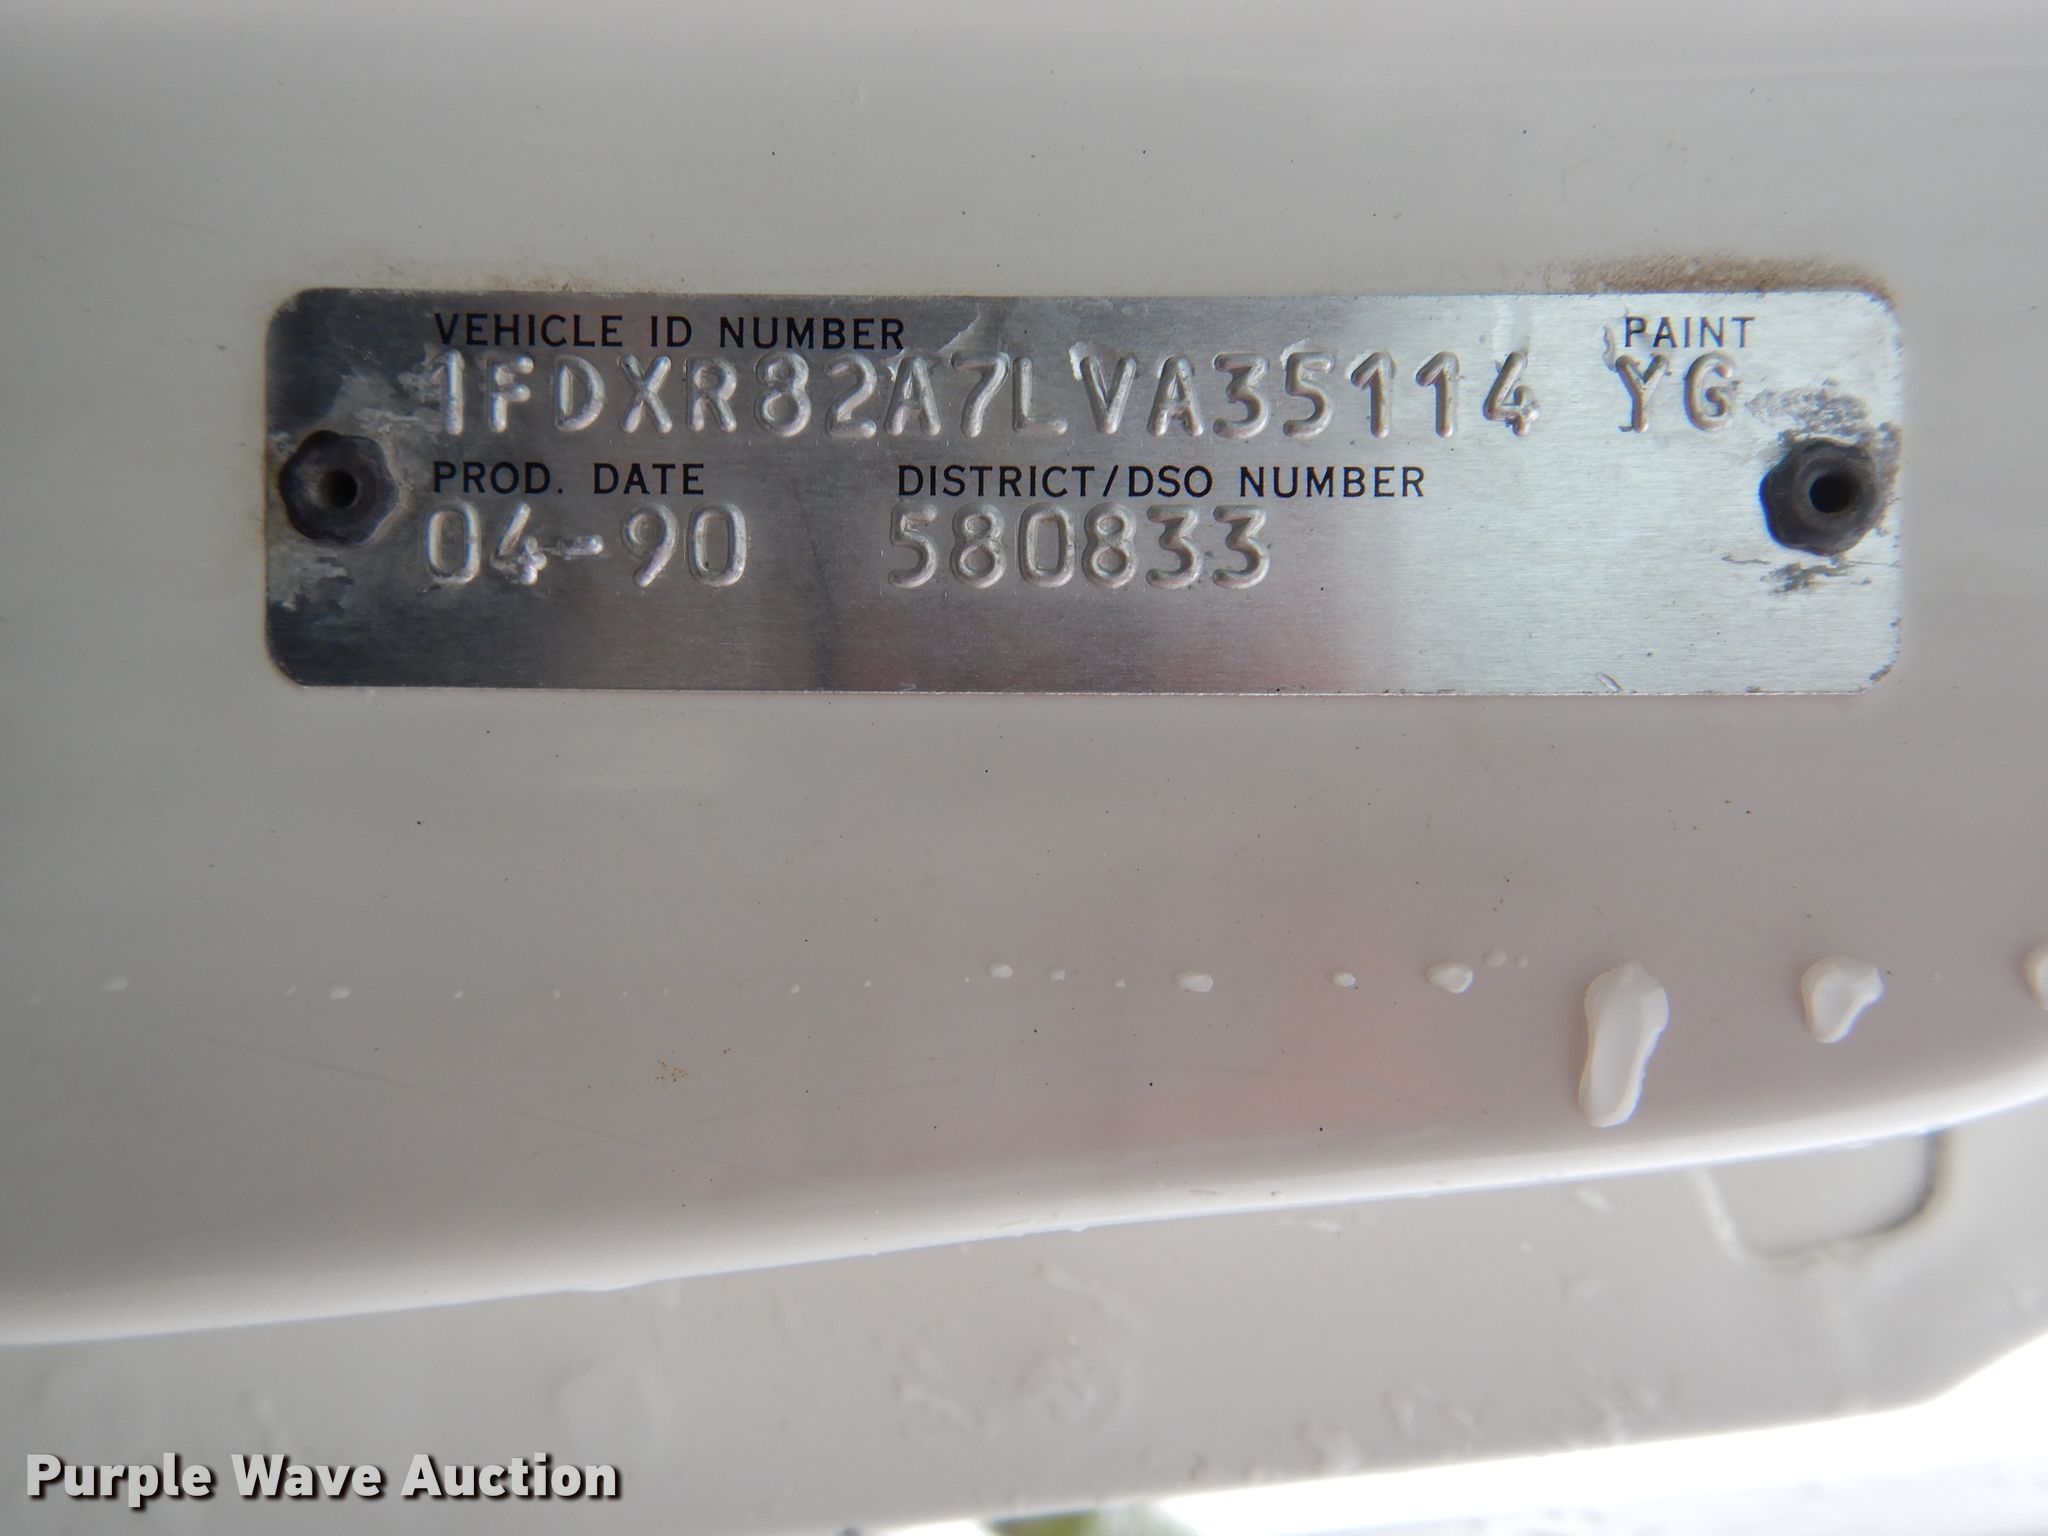 VEHICLE ID NUMBER PAINT
1FDXR82A7LVA35114 YG
PROD. DATE DISTRICT/DSO NUMBER
04-90 580833
Purple Wave Auction